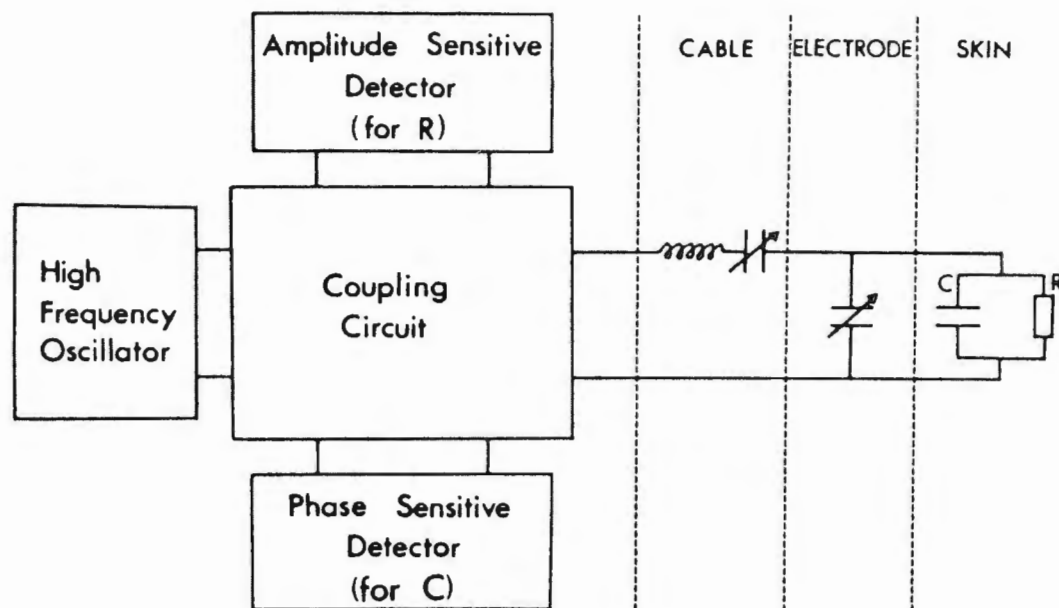 Amplitude Sensitive
Detector
(for R)
CABLE
ELECTRODE
SKIN
High
Frequency
Oscillator
Coupling
Circuit
C
R
Phase Sensitive
Detector
(for C)